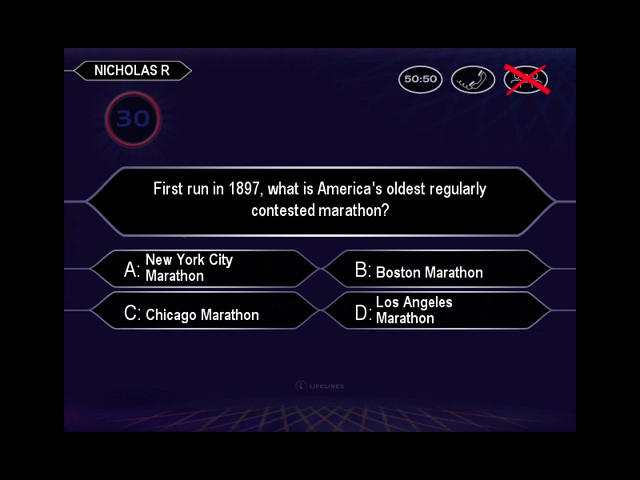 NICHOLAS R
50:50
30
First run in 1897, what is America's oldest regularly
contested marathon?
A: New York City
Marathon
B: Boston Marathon
C: Chicago Marathon
D: Los Angeles
Marathon
LIFELINES